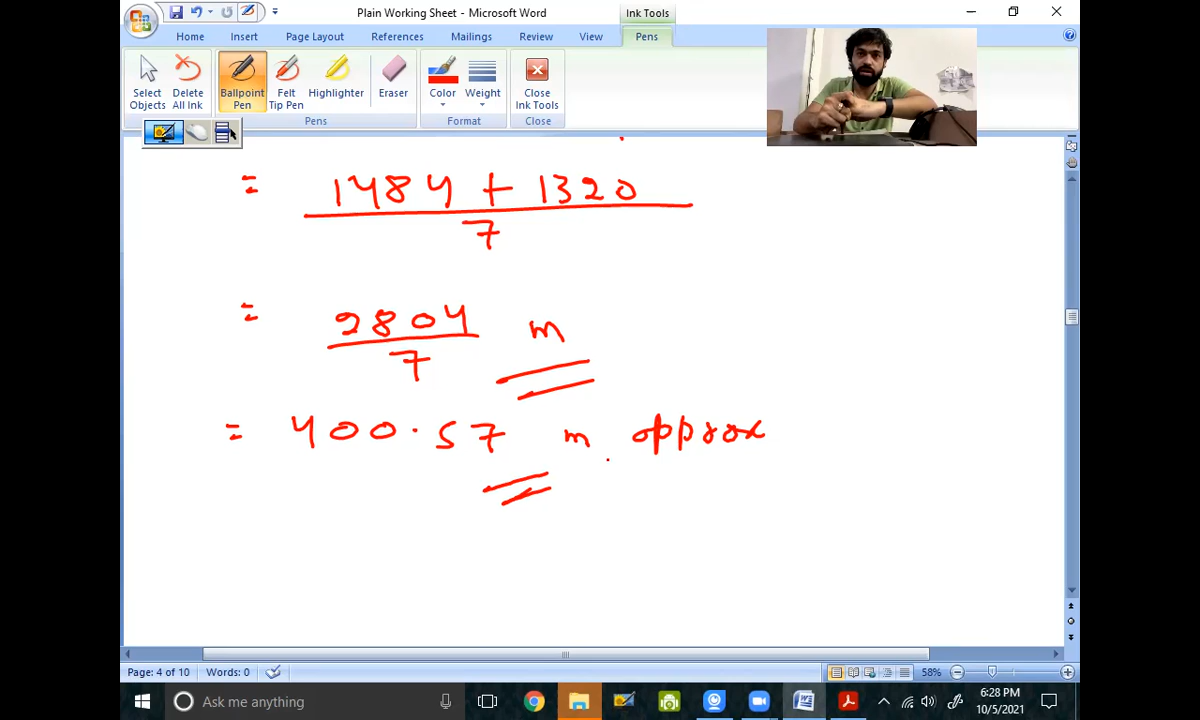 Plain Working Sheet - Microsoft Word
Ink Tools
Home Insert Page Layout References Mailings Review View Pens
Select Objects
Delete All Ink
Ballpoint Pen
Felt Tip Pen
Highlighter
Eraser
Color
Weight
Close Ink Tools
Pens
Format
Close
= 1484 + 1320
7
= 2804 m
7
= 400.57 m approx
Page: 4 of 10 Words: 0
58%
Ask me anything
6:28 PM
10/5/2021